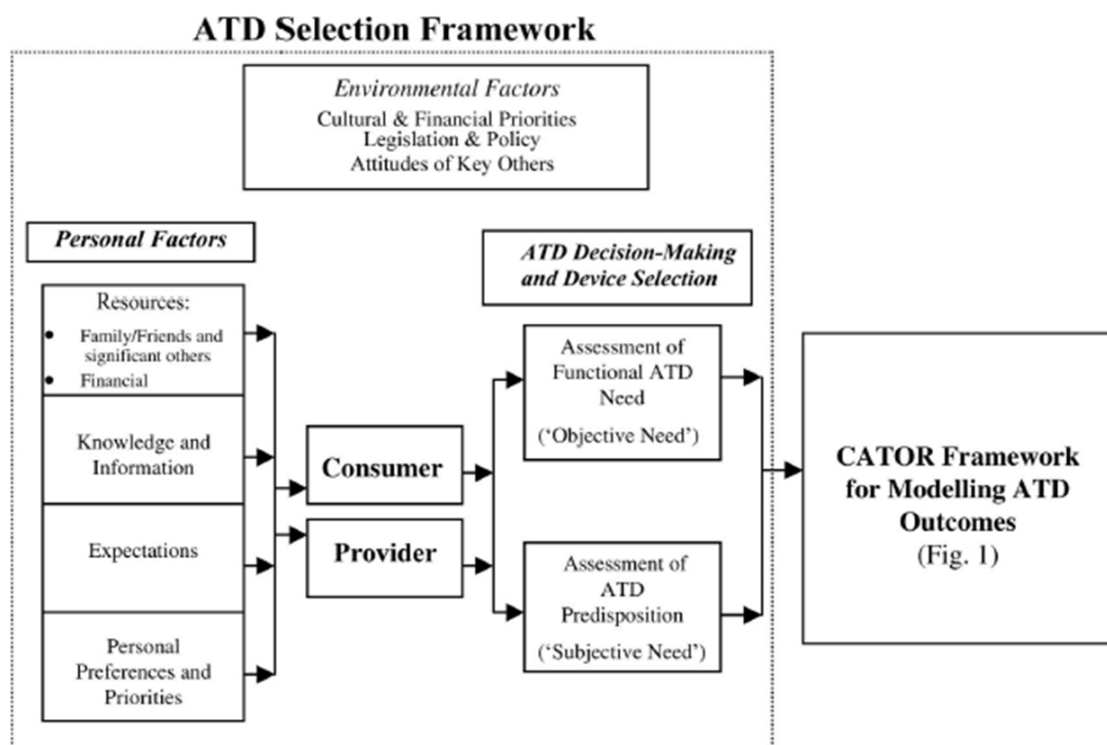 ATD Selection Framework
Environmental Factors
Cultural & Financial Priorities
Legislation & Policy
Attitudes of Key Others
Personal Factors
Resources:
• Family/Friends and
significant others
• Financial
Knowledge and
Information
Expectations
Personal
Preferences and
Priorities
Consumer
Provider
ATD Decision-Making
and Device Selection
Assessment of
Functional ATD
Need
(‘Objective Need’)
Assessment of
ATD
Predisposition
(‘Subjective Need’)
CATOR Framework
for Modelling ATD
Outcomes
(Fig. 1)